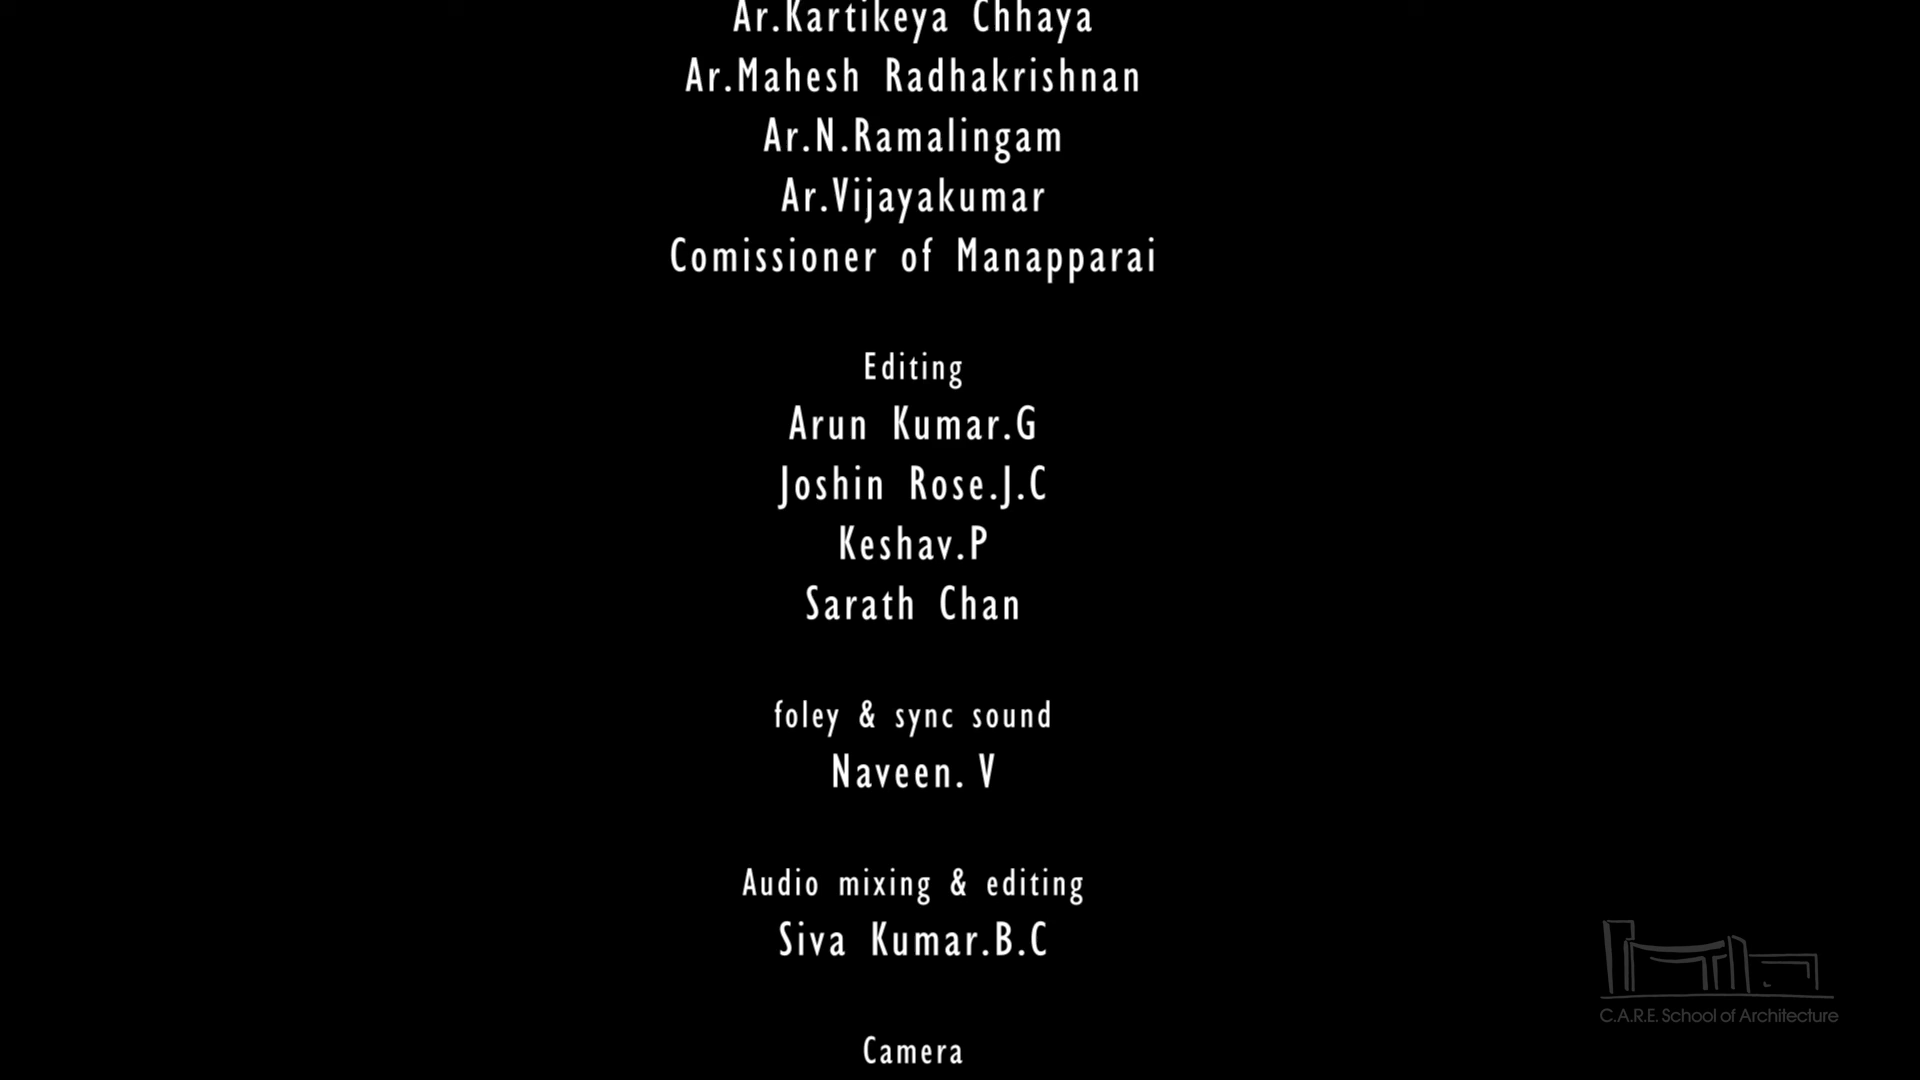 Ar.Kartikeya Chhaya
Ar.Mahesh Radhakrishnan
Ar.N.Ramalingam
Ar.Vijayakumar
Comissioner of Manapparai
Editing
Arun Kumar.G
Joshin Rose.J.C
Keshav.P
Sarath Chan
foley & sync sound
Naveen. V
Audio mixing & editing
Siva Kumar.B.C
Camera
C.A.R.E. School of Architecture